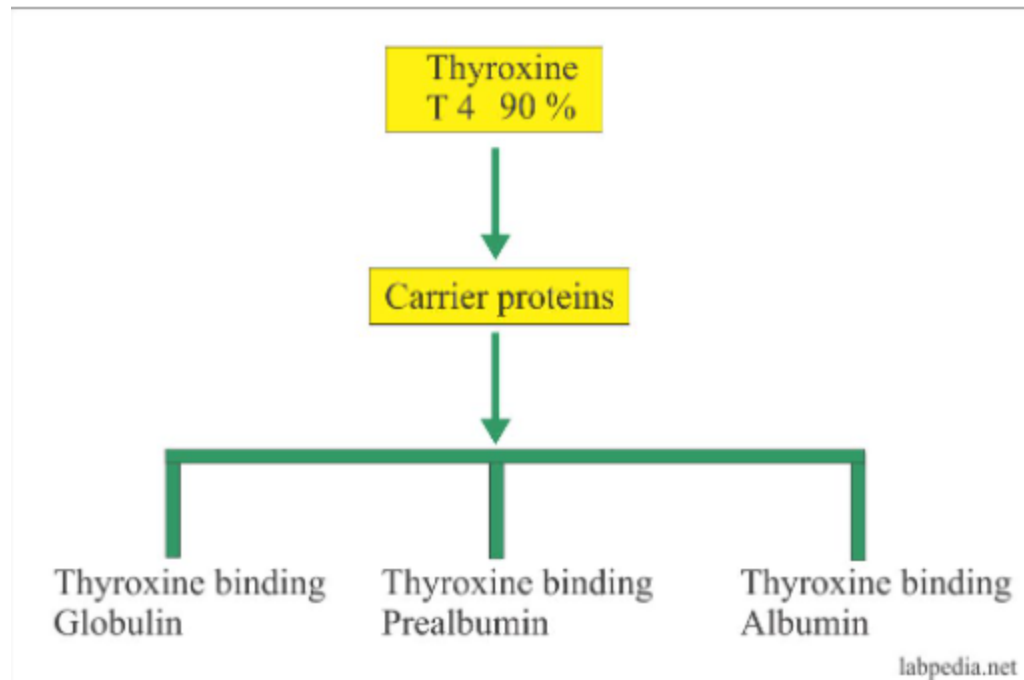 Thyroxine
T 4 90 %
Carrier proteins
Thyroxine binding
Globulin
Thyroxine binding
Prealbumin
Thyroxine binding
Albumin
labpedia.net